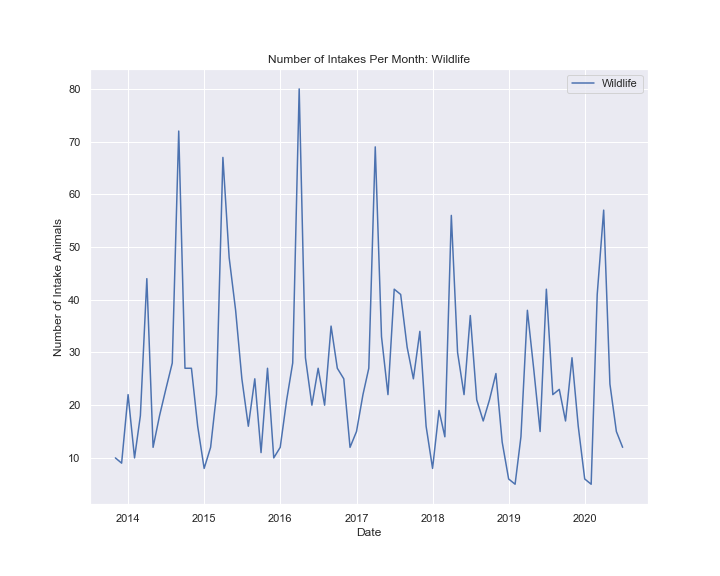 Number of Intakes Per Month: Wildlife
Wildlife
80
70
60
50
40
30
20
10
Number of Intake Animals
2014 2015 2016 2017 2018 2019 2020
Date